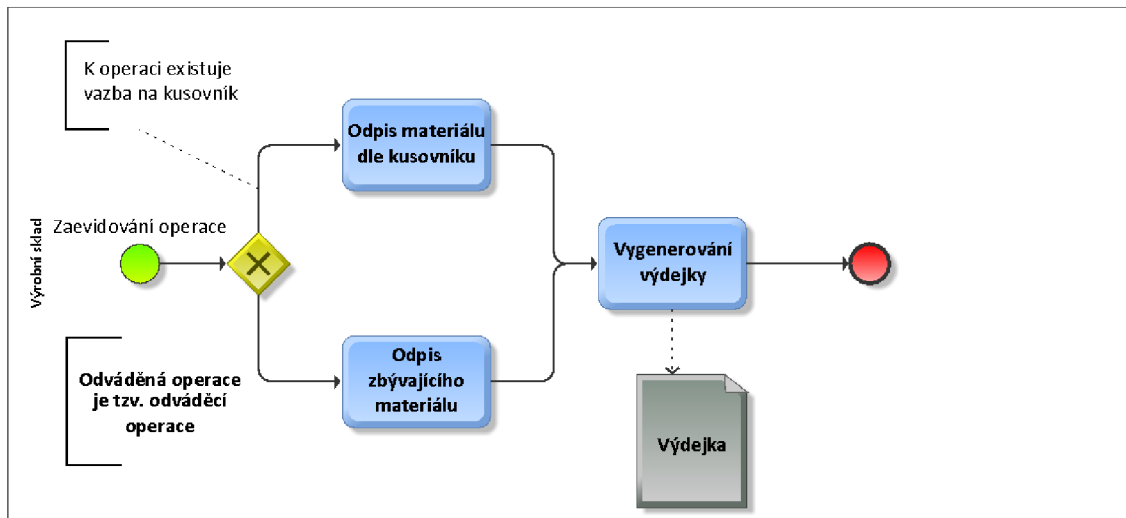 K operaci existuje
vazba na kusovník
Odpis materiálu
dle kusovníku
Výrobní sklad
Zaevidování operace
Vygenerování
výdejky
Odváděná operace
je tzv. odváděcí
operace
Odpis
zbývajícího
materiálu
Výdejka